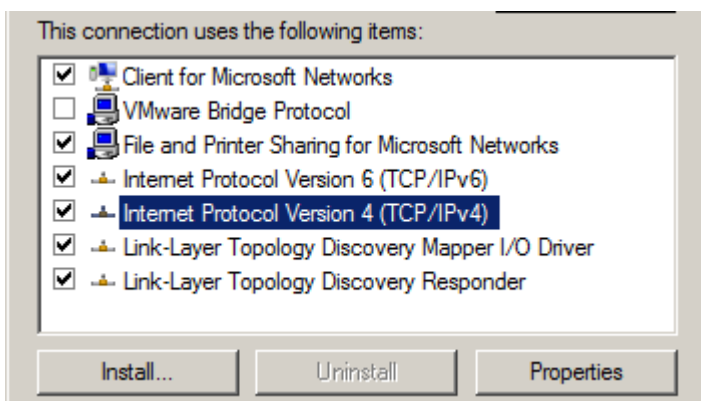 This connection uses the following items:
Client for Microsoft Networks
VMware Bridge Protocol
File and Printer Sharing for Microsoft Networks
Internet Protocol Version 6 (TCP/IPv6)
Internet Protocol Version 4 (TCP/IPv4)
Link-Layer Topology Discovery Mapper I/O Driver
Link-Layer Topology Discovery Responder
Install... Uninstall Properties